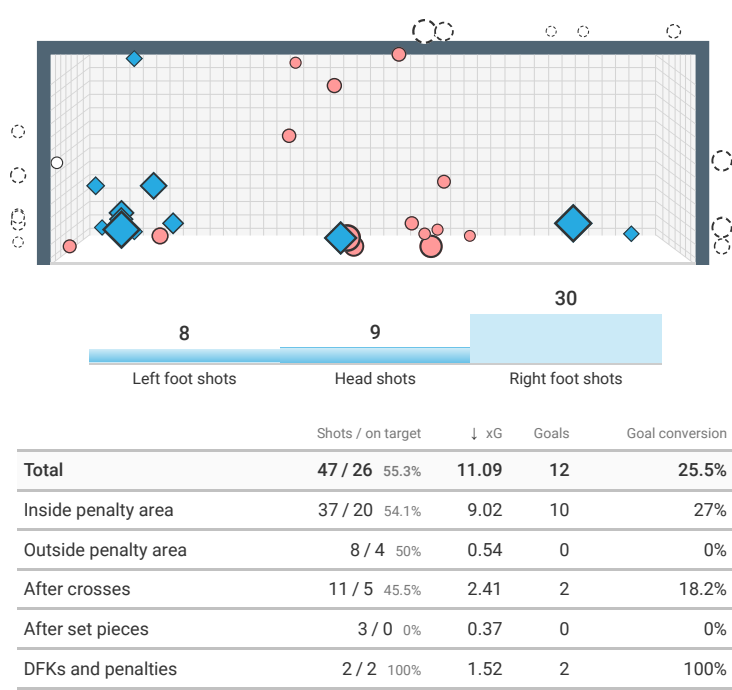 30
8
9
Left foot shots
Head shots
Right foot shots
Shots / on target ↓ xG Goals Goal conversion
Total 47 / 26 55.3% 11.09 12 25.5%
Inside penalty area 37 / 20 54.1% 9.02 10 27%
Outside penalty area 8 / 4 50% 0.54 0 0%
After crosses 11 / 5 45.5% 2.41 2 18.2%
After set pieces 3 / 0 0% 0.37 0 0%
DFKs and penalties 2 / 2 100% 1.52 2 100%